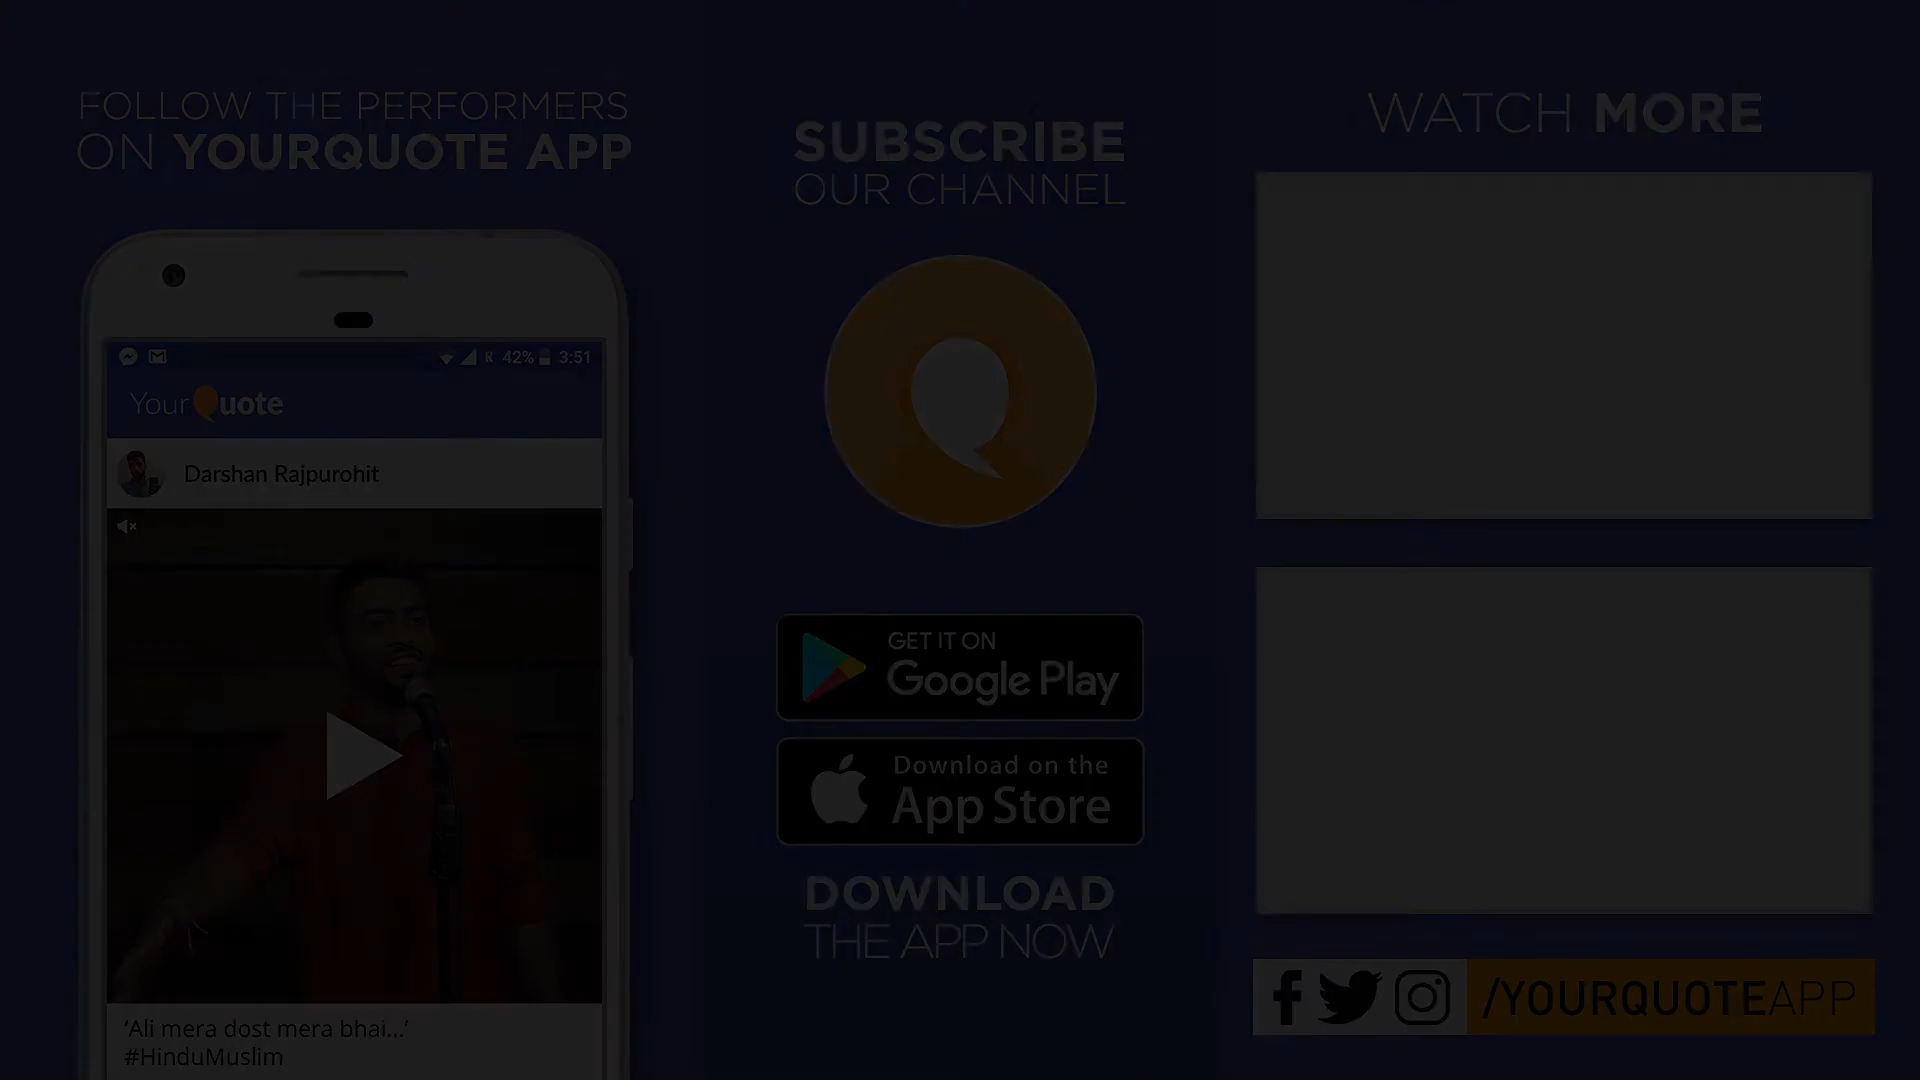 FOLLOW THE PERFORMERS
ON YOURQUOTE APP
R 42% 3:51
YourQuote
Darshan Rajpurohit
‘Ali mera dost mera bhai...’
#HinduMuslim
SUBSCRIBE
OUR CHANNEL
GET IT ON
Google Play
Download on the
App Store
DOWNLOAD
THE APP NOW
WATCH MORE
/YOURQUOTEAPP